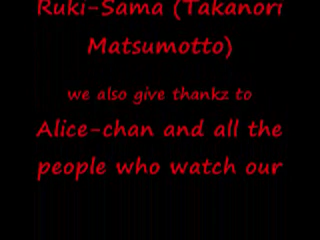 Ruki-Sama (Takanori
Matsumotto)
we also give thankz to
Alice-chan and all the
people who watch our